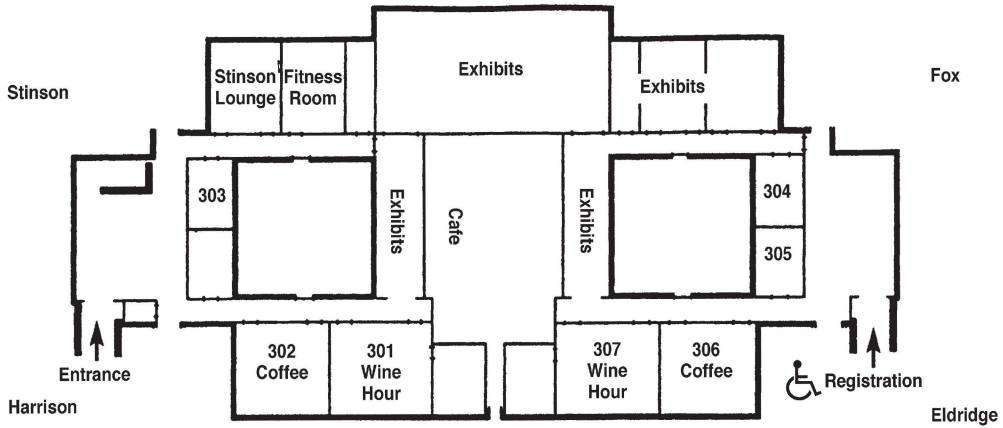 Exhibits
Stinson
Lounge
Fitness
Room
Exhibits
Fox
Stinson
303
Exhibits
Cafe
Exhibits
304
305
302
Coffee
301
Wine
Hour
307
Wine
Hour
306
Coffee
Entrance
Registration
Harrison
Eldridge